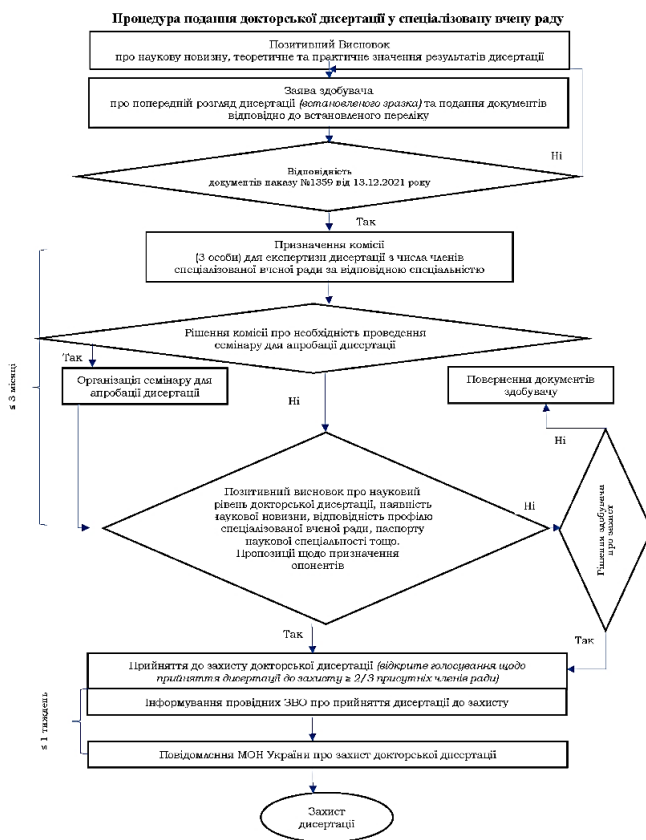 Процедура подання докторської дисертації у спеціалізовану вчену раду
Позитивний Висновок
про наукову новизну, теоретичне та практичне значення результатів дисертації
Заява здобувача
про попередній розгляд дисертації (встановленого зразка) та подання документів
відповідно до встановленого переліку
Ні
Відповідність
документів наказу №1359 від 13.12.2021 року
Так
Призначення комісії
(3 особи) для експертизи дисертації з числа членів
спеціалізованої вченої ради за відповідною спеціальністю
≤ 3 місяці
Рішення комісії про необхідність проведення
семінару для апробації дисертації
Так
Організація семінару для
апробації дисертації
Ні
Повернення документів
здобувачу
Ні
Позитивний висновок про науковий
рівень докторської дисертації, наявність
наукової новизни, відповідність профілю
спеціалізованої вченої ради, паспорту
наукової спеціальності тощо.
Пропозиції щодо призначення
опонентів
Ні
Рішення здобувача
про захист
Так
Так
Прийняття до захисту докторської дисертації (відкрите голосування щодо
прийняття дисертації до захисту ≥ 2/3 присутніх членів ради)
≤ 1 тиждень
Інформування провідних ЗВО про прийняття дисертації до захисту
Повідомлення МОН України про захист докторської дисертації
Захист
дисертації